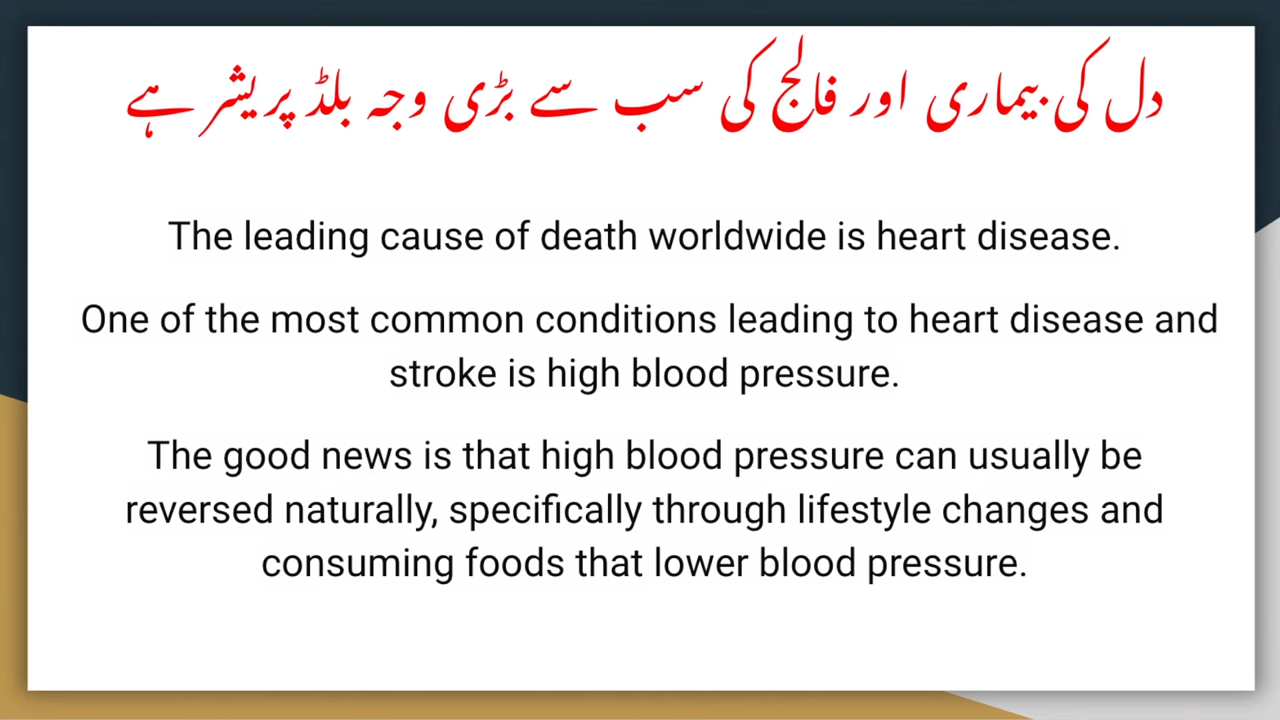 دل کی بیماری اور فالج کی سب سے بڑی وجہ بلڈ پریشر ہے
The leading cause of death worldwide is heart disease.
One of the most common conditions leading to heart disease and
stroke is high blood pressure.
The good news is that high blood pressure can usually be
reversed naturally, specifically through lifestyle changes and
consuming foods that lower blood pressure.